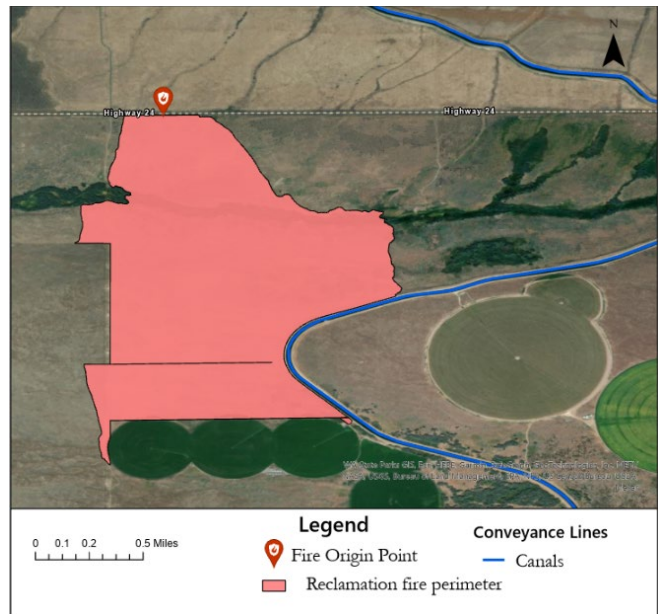 N
Highway 24
Highway 24
Legend
Fire Origin Point
Reclamation fire perimeter
Conveyance Lines
Canals
0 0.1 0.2 0.5 Miles